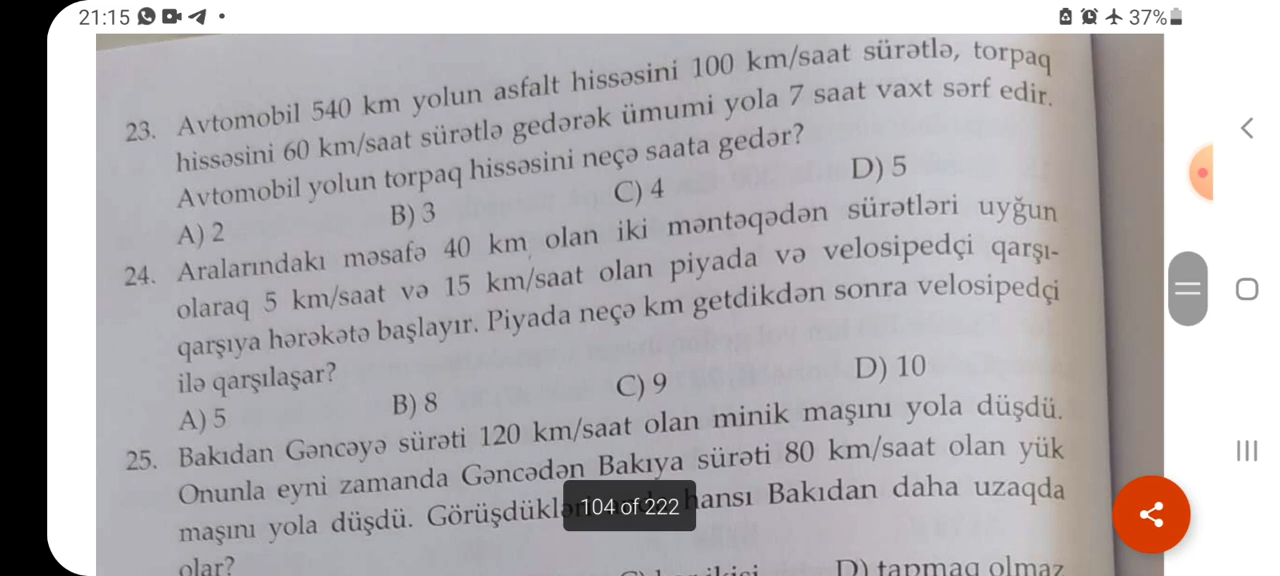 21:15
37%
23. Avtomobil 540 km yolun asfalt hissəsini 100 km/saat sürətlə, torpaq
hissəsini 60 km/saat sürətlə gedərək ümumi yola 7 saat vaxt sərf edir.
Avtomobil yolun torpaq hissəsini neçə saata gedər?
A) 2 B) 3 C) 4 D) 5
24. Aralarındakı məsafə 40 km olan iki məntəqədən sürətləri uyğun
olaraq 5 km/saat və 15 km/saat olan piyada və velosipedçi qarşı-
qarşıya hərəkətə başlayır. Piyada neçə km getdikdən sonra velosipedçi
ilə qarşılaşar?
A) 5 B) 8 C) 9 D) 10
25. Bakıdan Gəncəyə sürəti 120 km/saat olan minik maşını yola düşdü.
Onunla eyni zamanda Gəncədən Bakıya sürəti 80 km/saat olan yük
maşını yola düşdü. hansı Bakıdan daha uzaqda
104 of 222
olar?
D) tapmaq olmaz